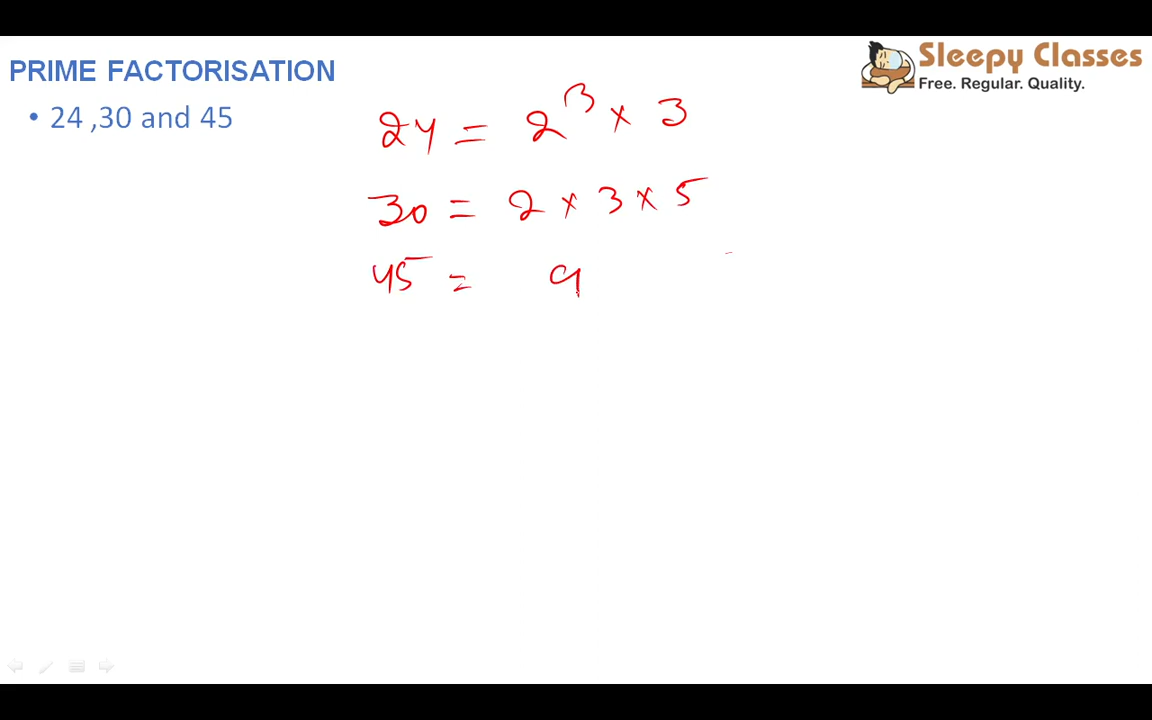 PRIME FACTORISATION
• 24 ,30 and 45
Sleepy Classes
Free. Regular. Quality.
24 = 2³ × 3
30 = 2 × 3 × 5
45 = 9